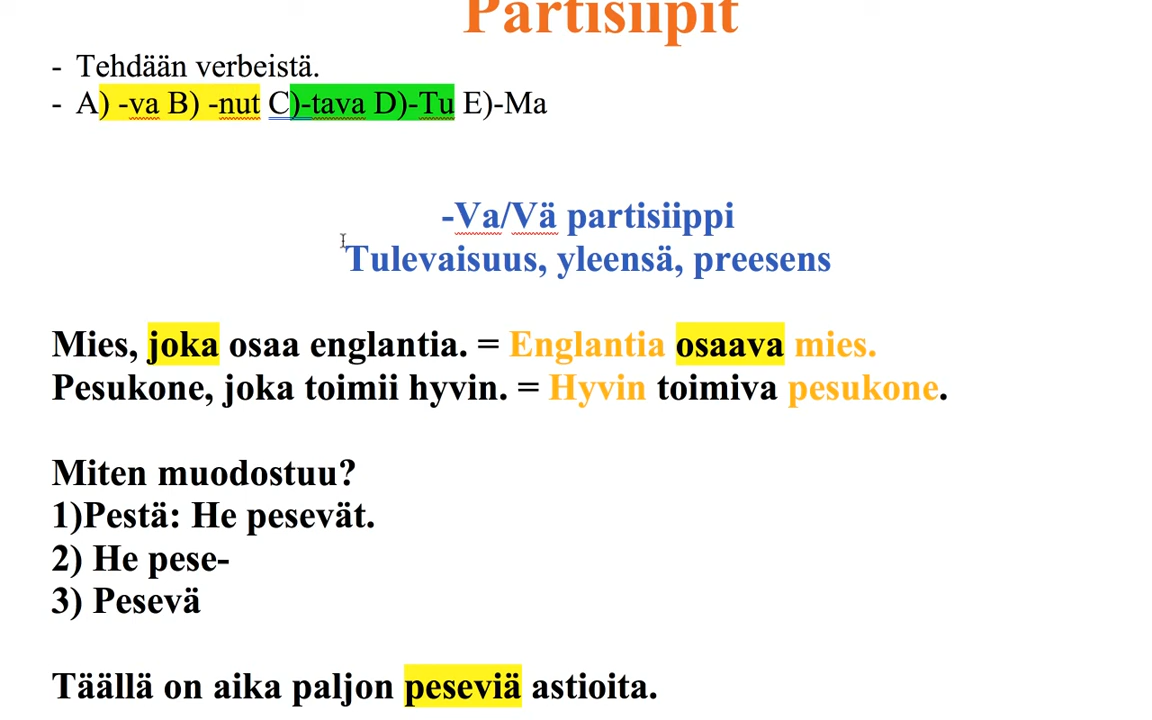 Partisiipit
- Tehdään verbeistä.
- A) -va B) -nut C)-tava D)-Tu E)-Ma
-Va/Vä partisiippi
Tulevaisuus, yleensä, preesens
Mies, joka osaa englantia. = Englantia osaava mies.
Pesukone, joka toimii hyvin. = Hyvin toimiva pesukone.
Miten muodostuu?
1)Pestä: He pesevät.
2) He pese-
3) Pesevä
Täällä on aika paljon peseviä astioita.